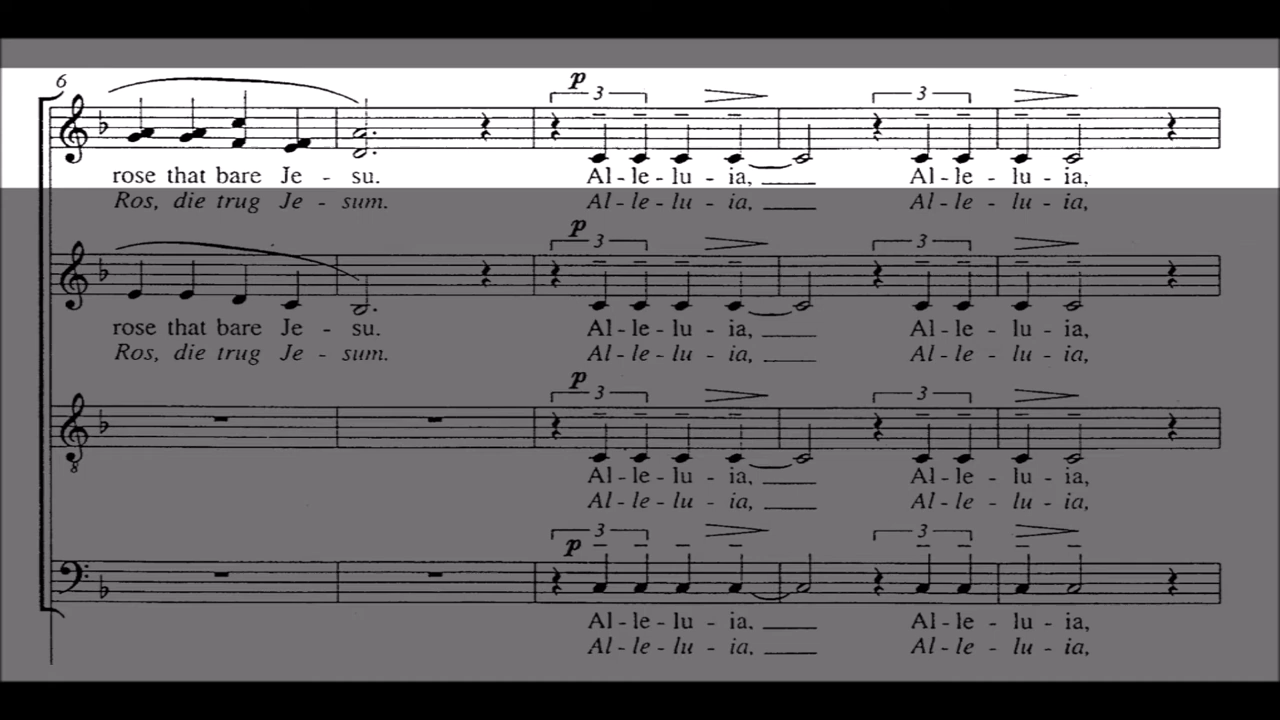 6
p
3 3
rose that bare Je - su. Al - le - lu - ia, Al - le - lu - ia,
Ros, die trug Je - sum. Al - le - lu - ia, Al - le - lu - ia,
p
3 3
rose that bare Je - su. Al - le - lu - ia, Al - le - lu - ia,
Ros, die trug Je - sum. Al - le - lu - ia, Al - le - lu - ia,
p
3 3
8
Al - le - lu - ia, Al - le - lu - ia,
Al - le - lu - ia, Al - le - lu - ia,
3 3
p
Al - le - lu - ia. Al - le - lu - ia,
Al - le - lu - ia. Al - le - lu - ia,